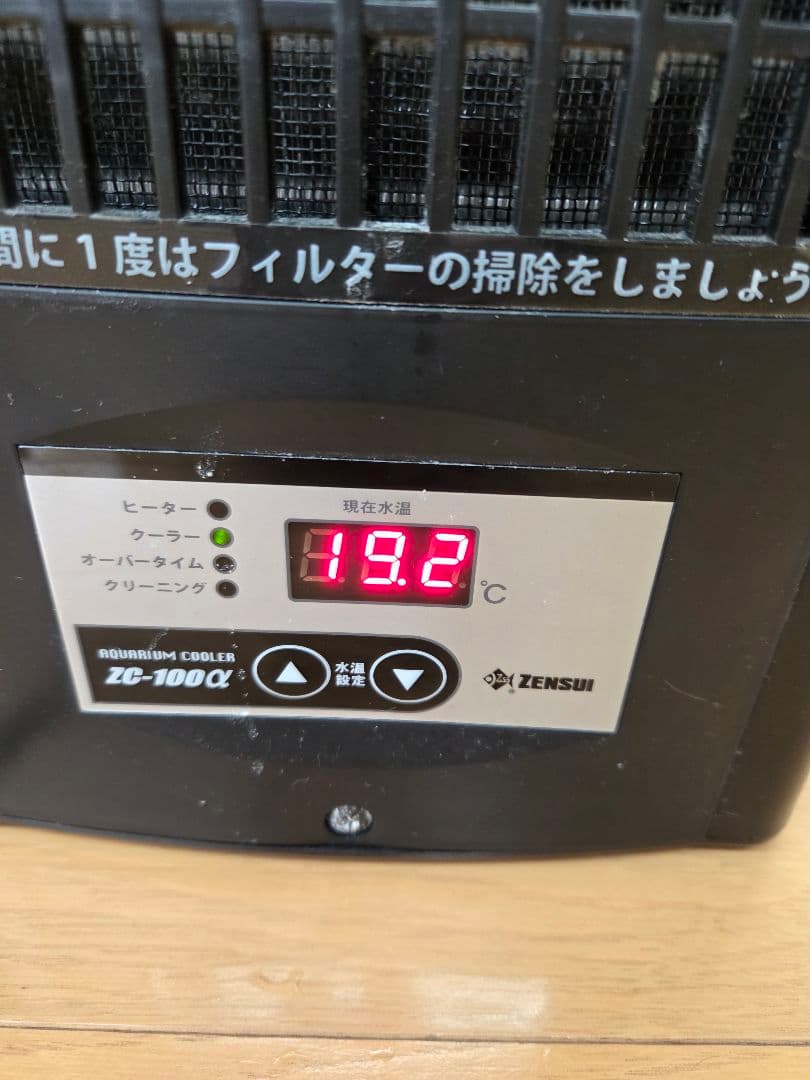 間に1度はフィルターの掃除をしましょう
ヒーター
クーラー
オーバータイム
クリーニング
現在水温
19.2
℃
AQUARIUM COOLER
ZC-100α
水温
設定
ZENSUI